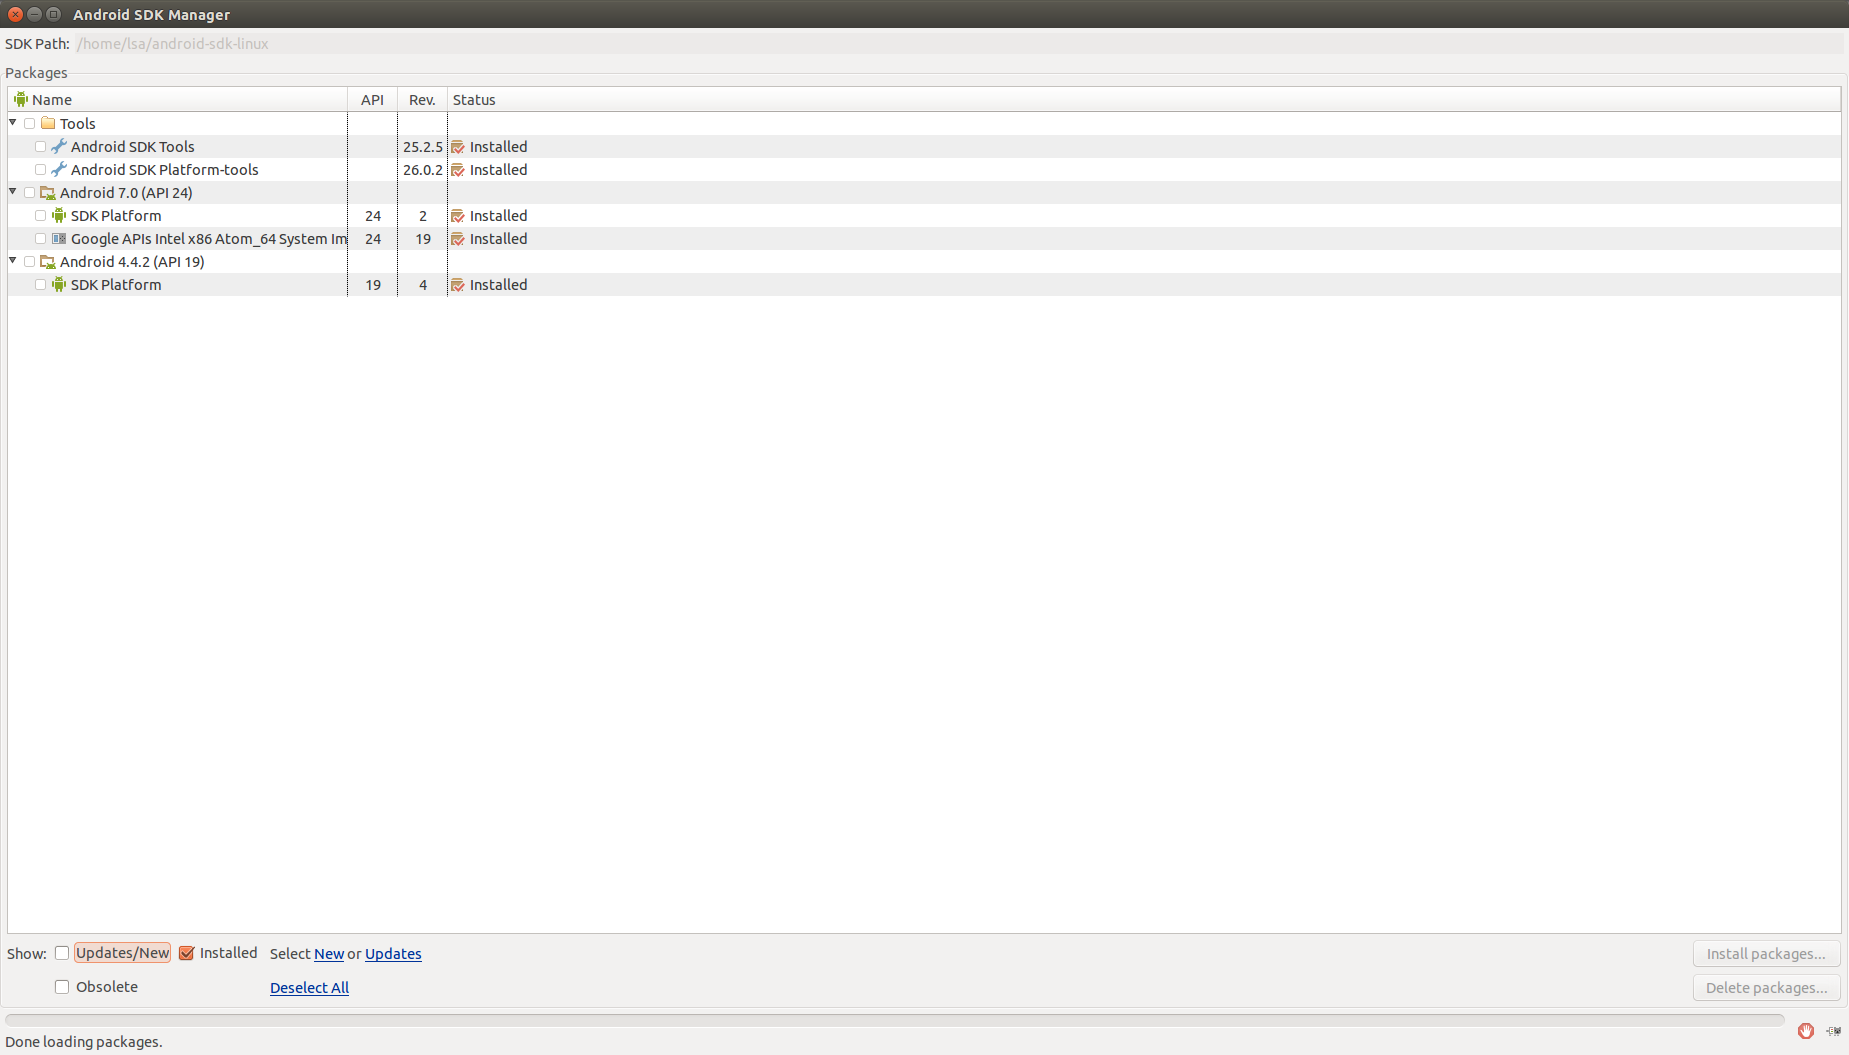 Android SDK Manager
SDK Path: /home/lsa/android-sdk-linux
Packages
Name API Rev. Status
Tools
Android SDK Tools 25.2.5 Installed
Android SDK Platform-tools 26.0.2 Installed
Android 7.0 (API 24)
SDK Platform 24 2 Installed
Google APIs Intel x86 Atom_64 System Im 24 19 Installed
Android 4.4.2 (API 19)
SDK Platform 19 4 Installed
Show: Updates/New Installed Select New or Updates Install packages...
Obsolete Deselect All Delete packages...
Done loading packages.